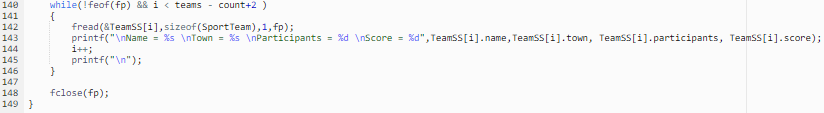 140 while(!feof(fp) && i < teams - count+2 )
141 {
142 fread(&TeamSS[i],sizeof(SportTeam),1,fp);
143 printf("\nName = %s \nTown = %s \nParticipants = %d \nScore = %d",TeamSS[i].name,TeamSS[i].town, TeamSS[i].participants, TeamSS[i].score);
144 i++;
145 printf("\n");
146 }
147
148 fclose(fp);
149 }